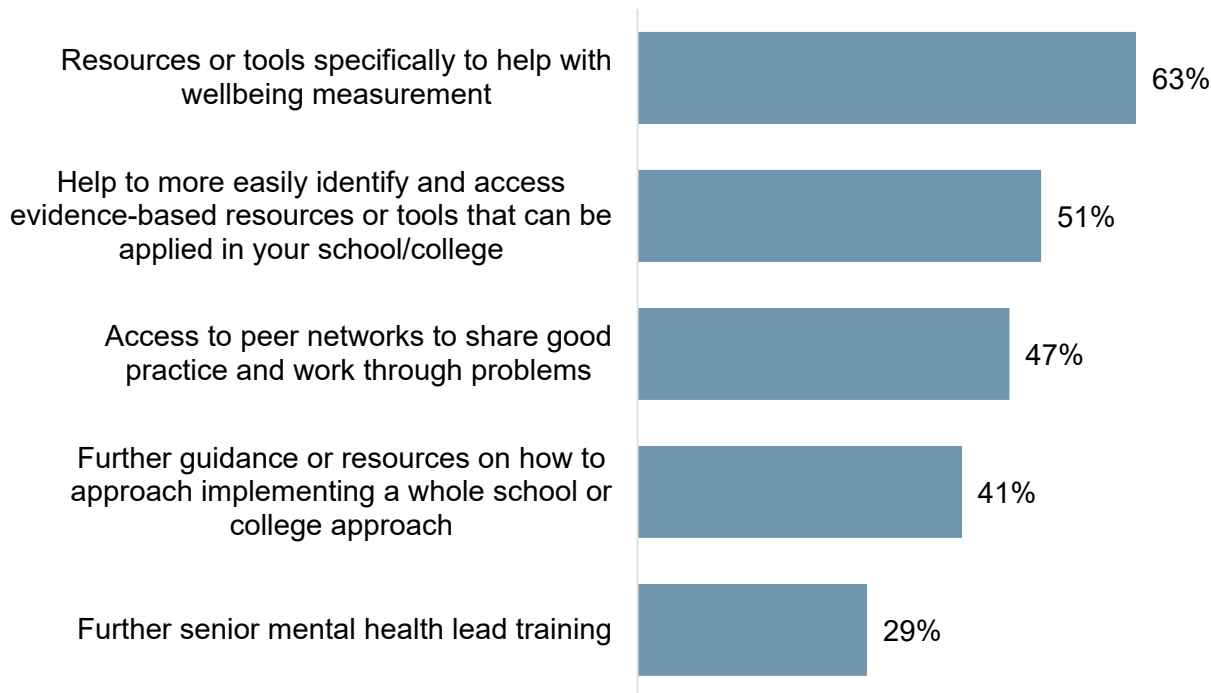 Resources or tools specifically to help with
wellbeing measurement
63%
Help to more easily identify and access
evidence-based resources or tools that can be
applied in your school/college
51%
Access to peer networks to share good
practice and work through problems
47%
Further guidance or resources on how to
approach implementing a whole school or
college approach
41%
Further senior mental health lead training
29%